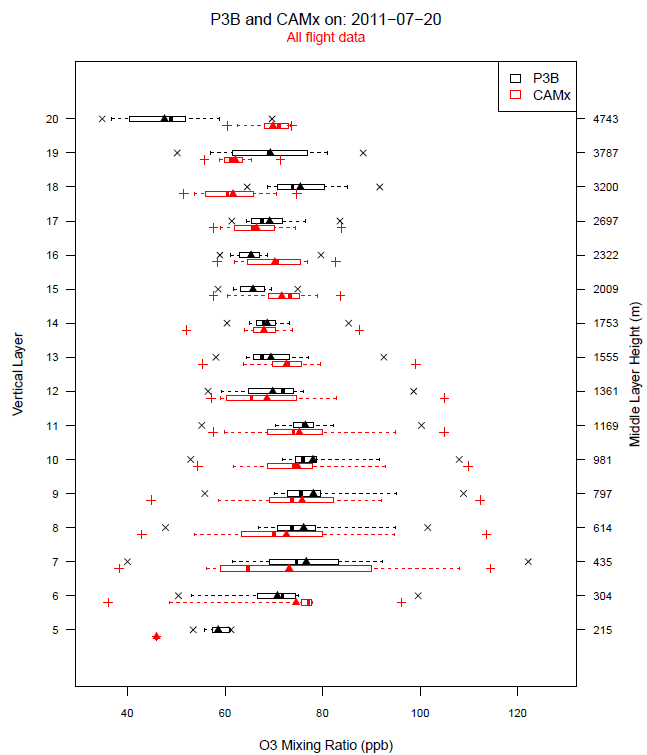 P3B and CAMx on: 2011−07−20
All flight data
P3B
CAMx
20 4743
19 3787
18 3200
17 2697
16 2322
15 2009
14 1753
13 1555
12 1361
11 1169
10 981
9 797
8 614
7 435
6 304
5 215
Vertical Layer
Middle Layer Height (m)
40 60 80 100 120
O3 Mixing Ratio (ppb)